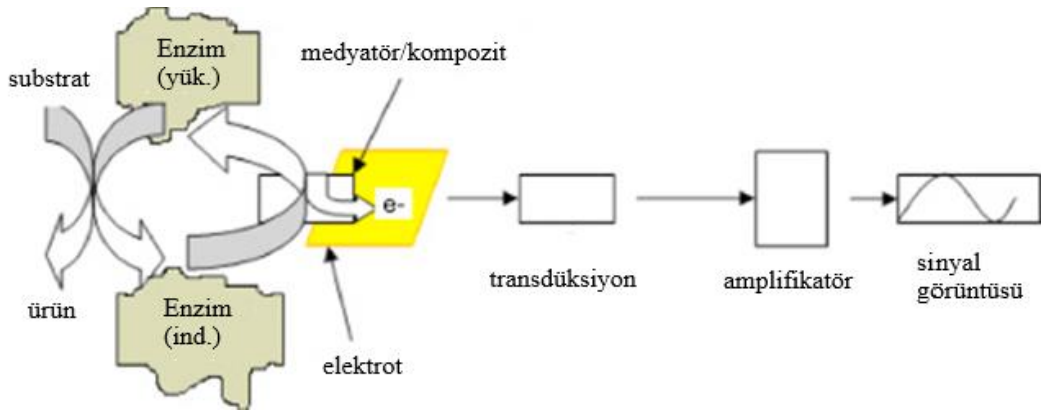 Enzim
(yük.)
medyatör/kompozit
substrat
e-
transdüksiyon
amplifikatör
sinyal
görüntüsü
ürün
Enzim
(ind.)
elektrot